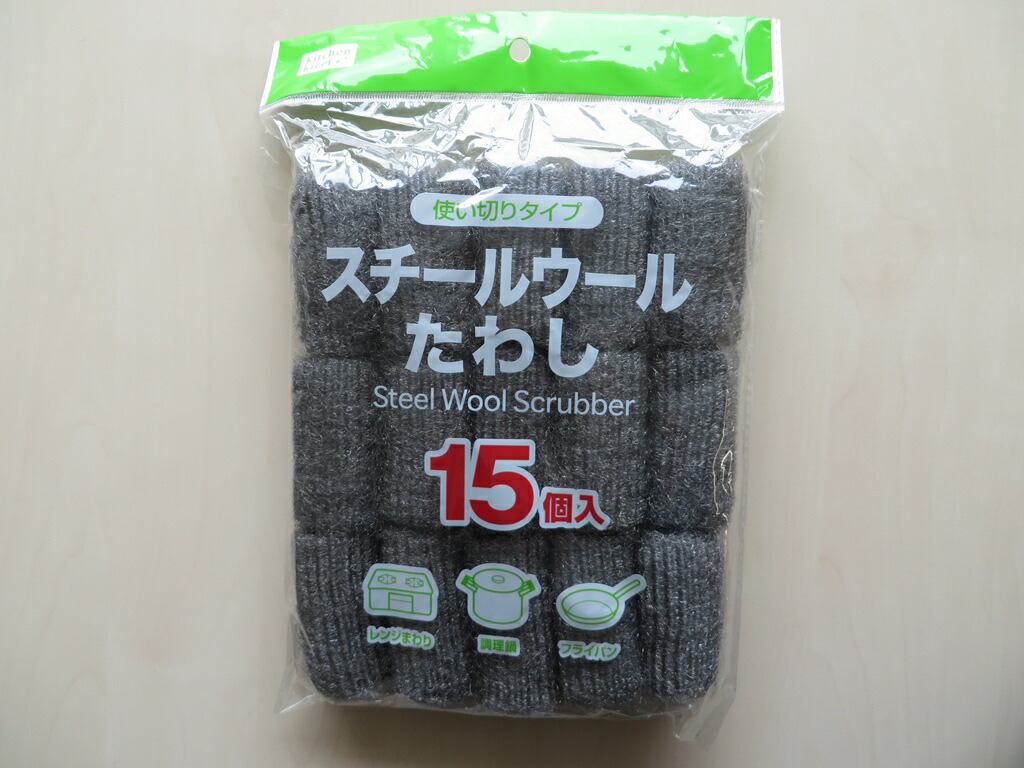 kitchen
kitchen
使い切りタイプ
スチールウール
たわし
Steel Wool Scrubber
15個入
レンジまわり
調理鍋
フライパン